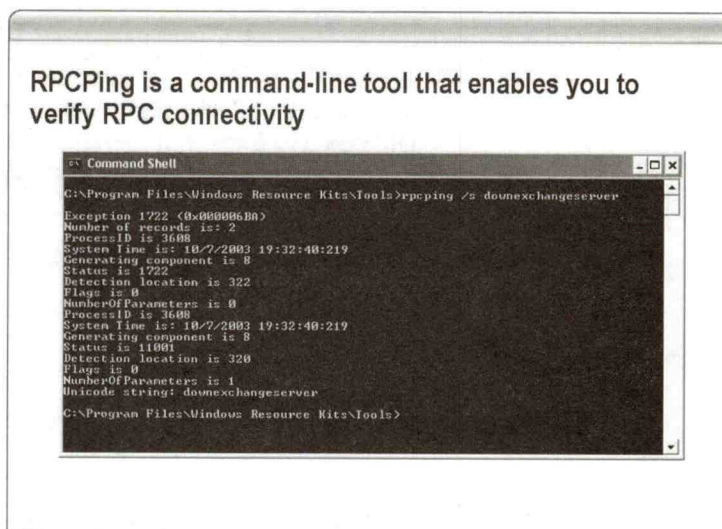 RPCPing is a command-line tool that enables you to
verify RPC connectivity
Command Shell
C:\Program Files\Windows Resource Kits\Tools>rpcping /s downexchangeserver
Exception 1722 (0x000006BA)
Number of records is: 2
ProcessID is 3608
System Time is: 10/7/2003 19:32:40:219
Generating component is 8
Status is 1722
Detection location is 322
Flags is 0
NumberOfParameters is 0
ProcessID is 3608
System Time is: 10/7/2003 19:32:40:219
Generating component is 8
Status is 11001
Detection location is 320
Flags is 0
NumberOfParameters is 1
Unicode string: downexchangeserver
C:\Program Files\Windows Resource Kits\Tools>